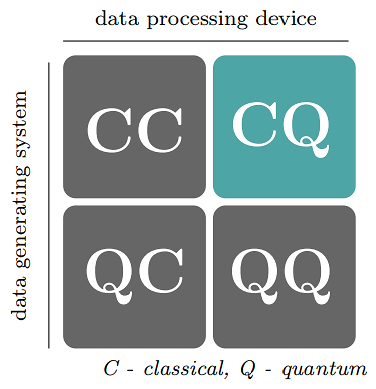 data processing device
data generating system
CC
CQ
QC
QQ
C - classical, Q - quantum